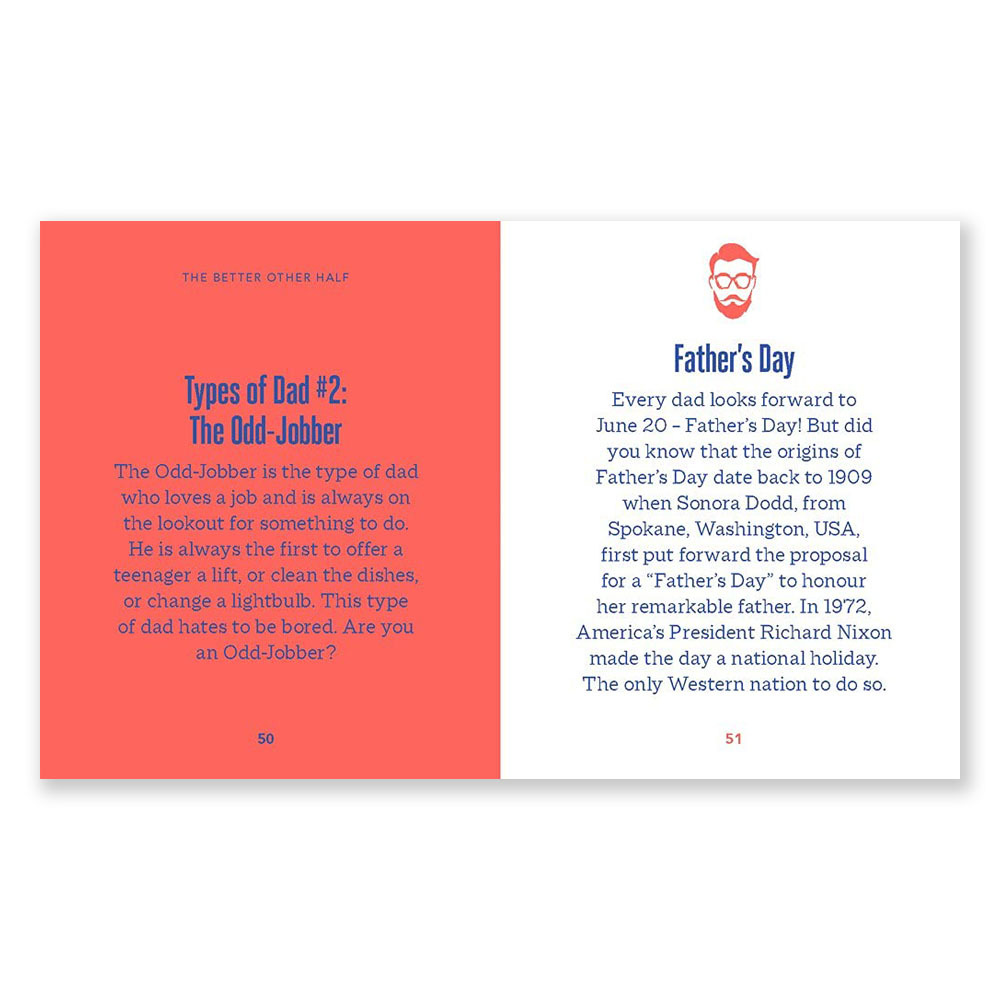 THE BETTER OTHER HALF
Types of Dad #2:
The Odd-Jobber
The Odd-Jobber is the type of dad
who loves a job and is always on
the lookout for something to do.
He is always the first to offer a
teenager a lift, or clean the dishes,
or change a lightbulb. This type
of dad hates to be bored. Are you
an Odd-Jobber?
50
Father's Day
Every dad looks forward to
June 20 – Father's Day! But did
you know that the origins of
Father's Day date back to 1909
when Sonora Dodd, from
Spokane, Washington, USA,
first put forward the proposal
for a “Father's Day” to honour
her remarkable father. In 1972,
America's President Richard Nixon
made the day a national holiday.
The only Western nation to do so.
51